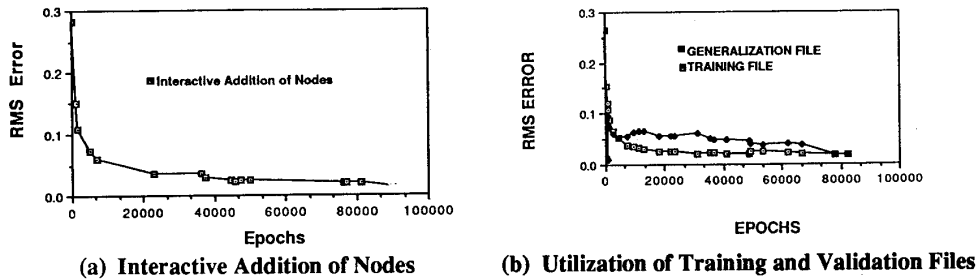 0.3
0.2
0.1
0.0
RMS Error
Interactive Addition of Nodes
0 20000 40000 60000 80000 100000
Epochs
(a) Interactive Addition of Nodes
0.3
0.2
0.1
0.0
RMS ERROR
GENERALIZATION FILE
TRAINING FILE
0 20000 40000 60000 80000 100000
EPOCHS
(b) Utilization of Training and Validation Files